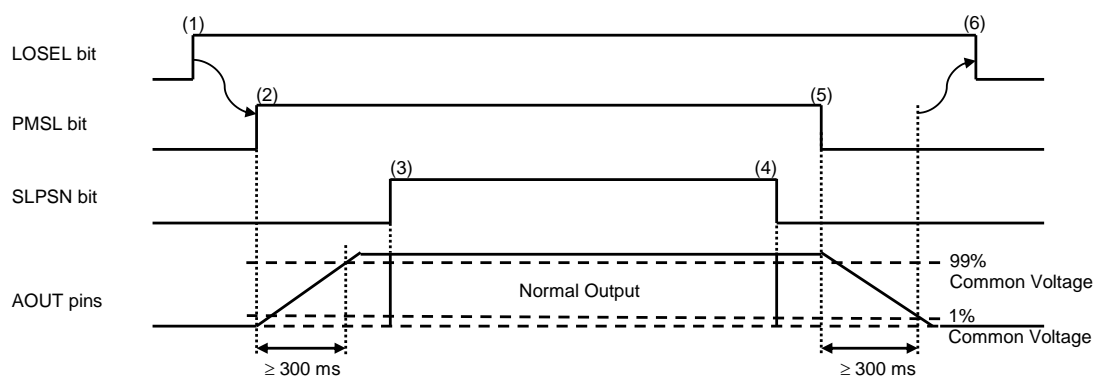 (1)
(6)
LOSEL bit
(2)
(5)
PMSL bit
(3)
(4)
SLPSN bit
99%
Common Voltage
Normal Output
AOUT pins
1%
Common Voltage
≥ 300 ms
≥ 300 ms